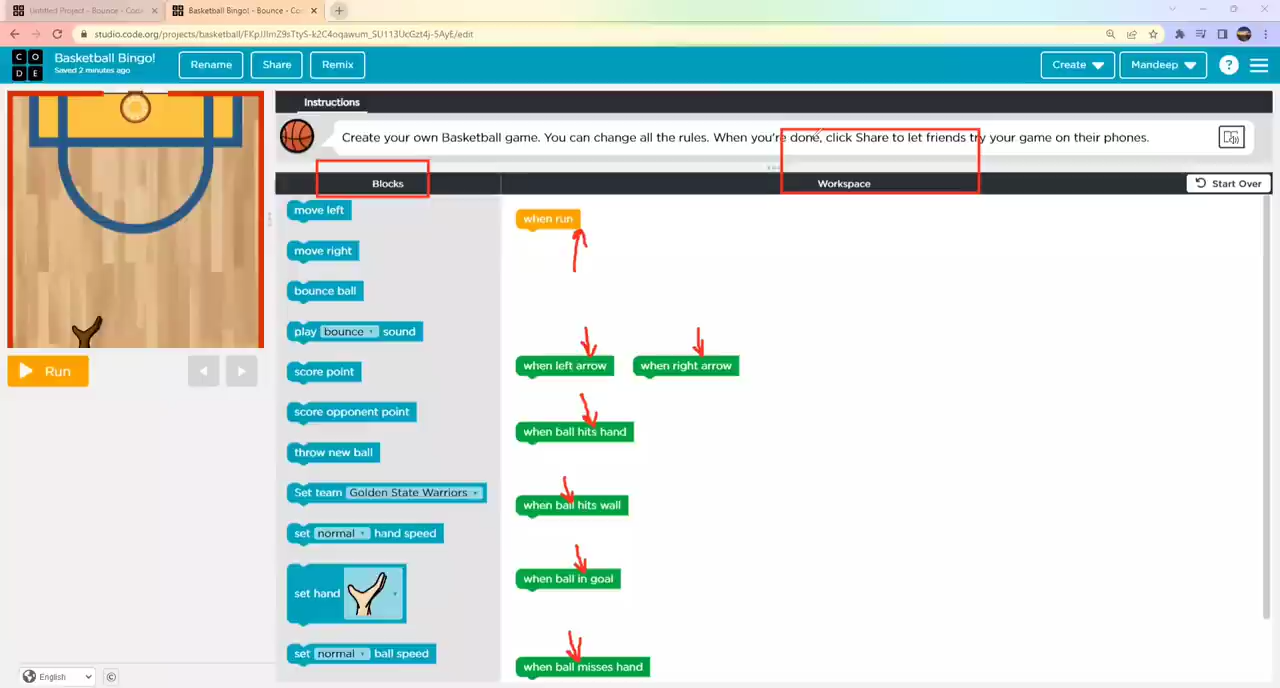 Untitled Project - Bounce - Code
Basketball Bingo! - Bounce - Co
studio.code.org/projects/basketball/FKpJJImZ9sTtyS-k2C4oqawum_SU113UcGzt4j-5AyE/edit
C O D E
Basketball Bingo!
Saved 2 minutes ago
Rename Share Remix
Create Mandeep ?
Instructions
Create your own Basketball game. You can change all the rules. When you're done, click Share to let friends try your game on their phones.
Blocks Workspace Start Over
move left
move right
bounce ball
play bounce sound
score point
score opponent point
throw new ball
Set team Golden State Warriors
set normal hand speed
set hand
set normal ball speed
when run
when left arrow when right arrow
when ball hits hand
when ball hits wall
when ball in goal
when ball misses hand
Run
English ©